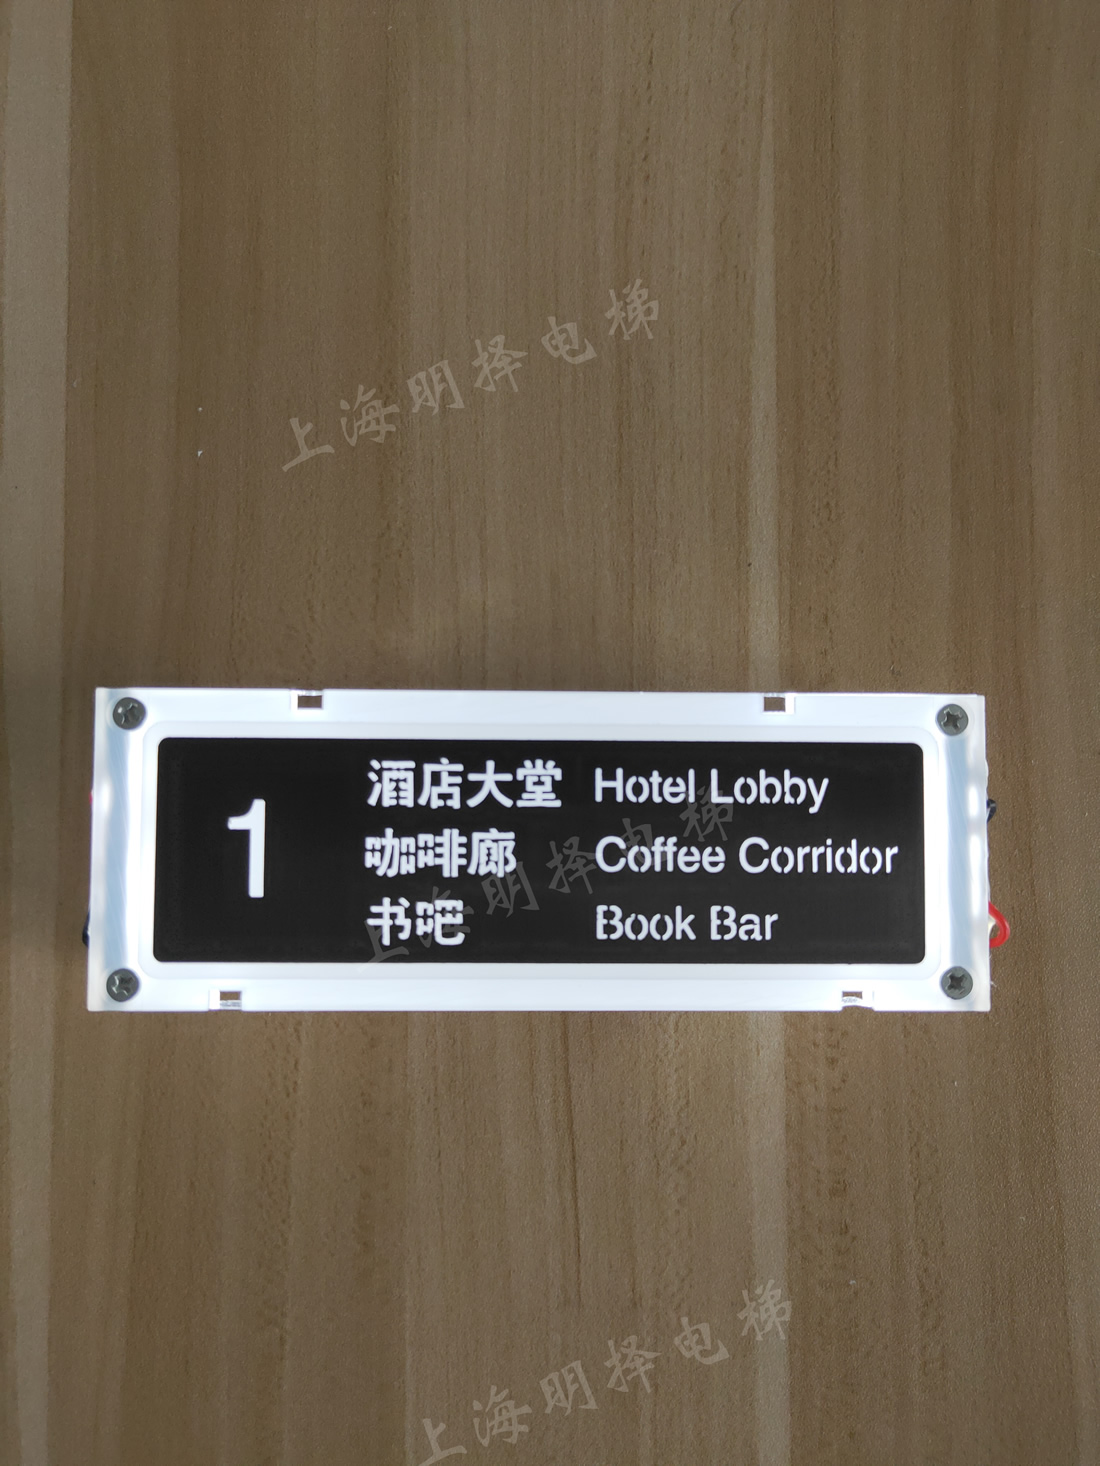 上海明择电梯
1
酒店大堂 Hotel Lobby
咖啡廊 Coffee Corridor
书吧 Book Bar
上海明择电梯
上海明择电梯